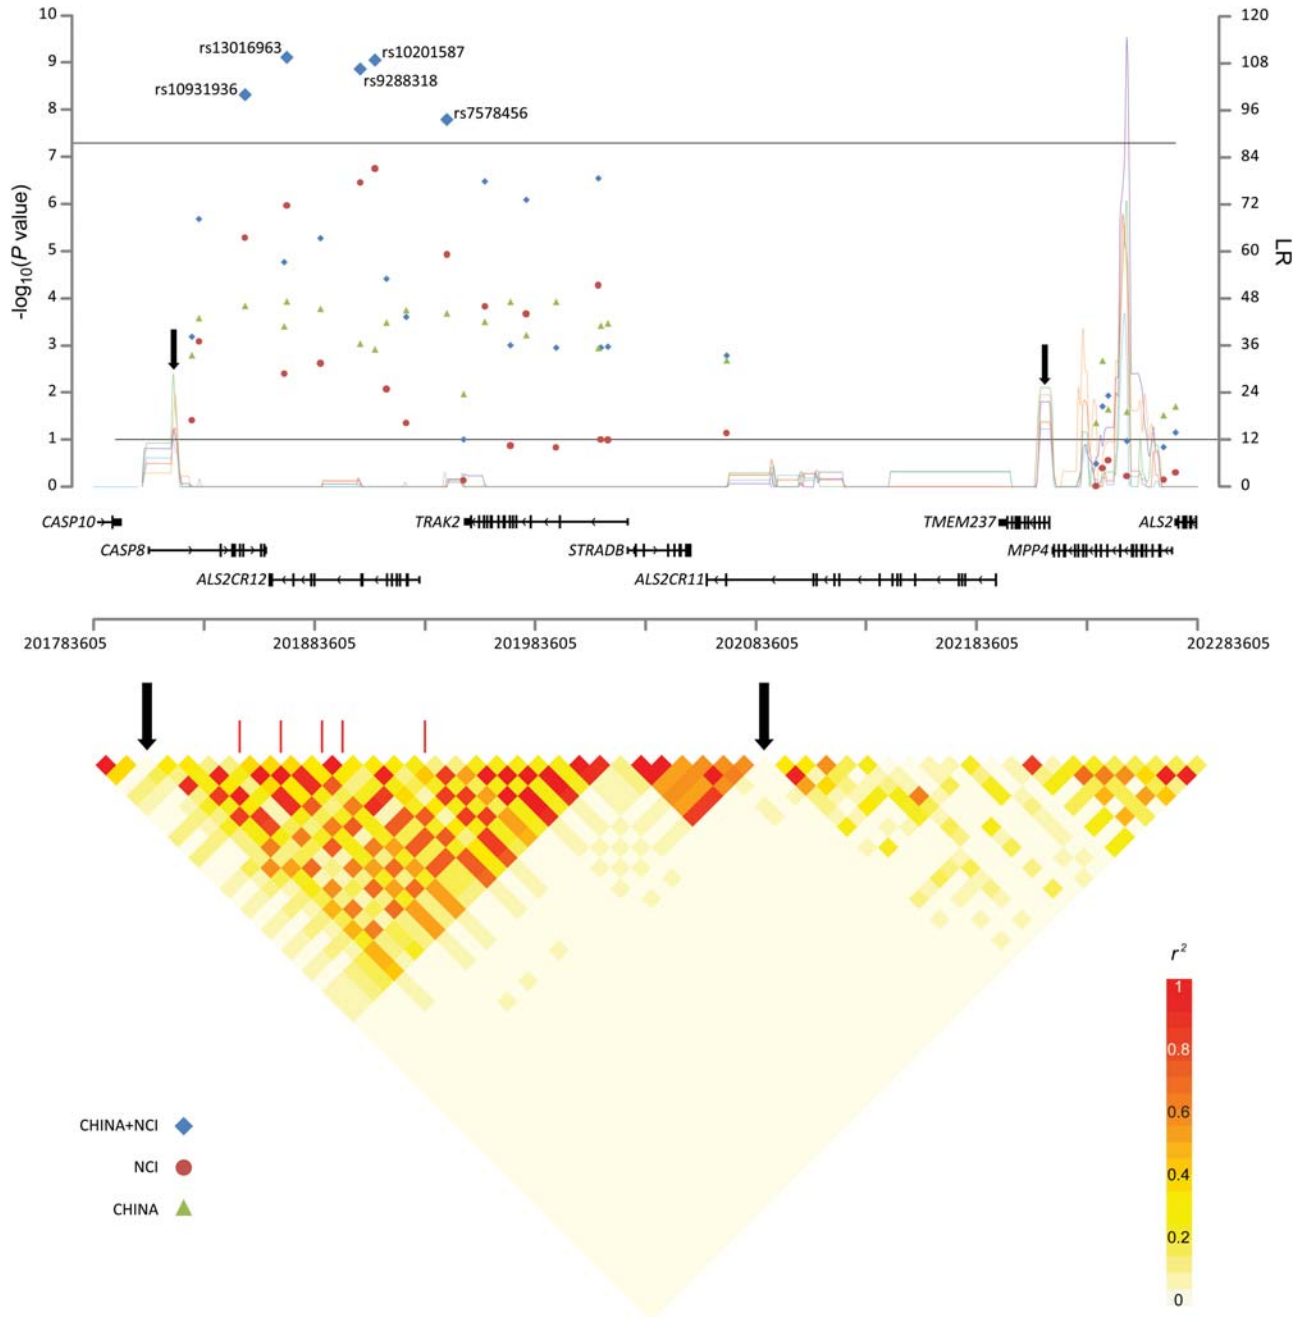 10
9
8
7
6
5
4
3
2
1
0
-log10(P value)
120
108
96
84
72
60
48
36
24
12
0
LR
rs13016963
rs10201587
rs9288318
rs10931936
rs7578456
CASP10
TRAK2
TMEM237
ALS2
CASP8
STRADB
MPP4
ALS2CR12
ALS2CR11
201783605
201883605
201983605
202083605
202183605
202283605
r²
1
0.8
0.6
0.4
0.2
0
CHINA+NCI
NCI
CHINA